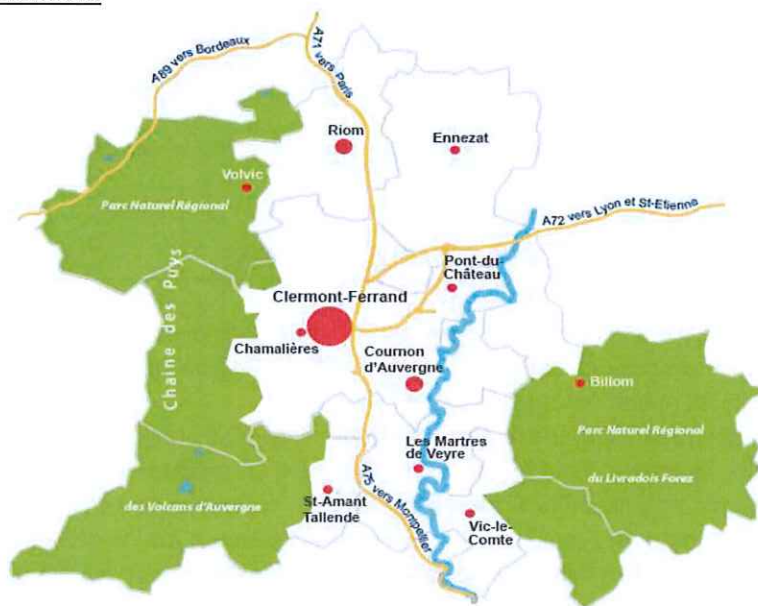 A89 vers Bordeaux
A71 vers Paris
Riom
Ennezat
Volvic
Parc Naturel Régional
A72 vers Lyon et St-Etienne
Pont-du-
Château
Chaine des Puys
Clermont-Ferrand
Chamalières
Cournon
d'Auvergne
Billom
Parc Naturel Régional
du Livradois Forez
Les Martres
de Veyre
A75 vers Montpellier
des Volcans d'Auvergne
St-Amant
Tallende
Vic-le-
Comte